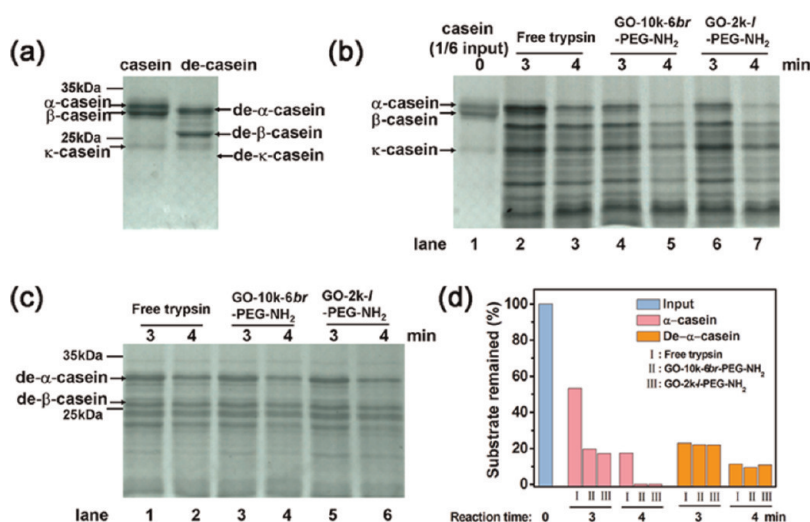 (a)
casein de-casein
35kDa
α-casein
β-casein
25kDa
κ-casein
de-α-casein
de-β-casein
de-κ-casein
(b)
casein
(1/6 input)
0
Free trypsin
3 4
GO-10k-6br
-PEG-NH₂
3 4
GO-2k-l
-PEG-NH₂
3 4
min
α-casein
β-casein
κ-casein
lane 1 2 3 4 5 6 7
(c)
Free trypsin
3 4
GO-10k-6br
-PEG-NH₂
3 4
GO-2k-l
-PEG-NH₂
3 4
min
35kDa
de-α-casein
de-β-casein
25kDa
lane 1 2 3 4 5 6
(d)
Substrate remained (%)
100
80
60
40
20
0
Input
α-casein
De-α-casein
I : Free trypsin
II : GO-10k-6br-PEG-NH₂
III : GO-2k-l-PEG-NH₂
I II III I II III I II III I II III
Reaction time: 0 3 4 3 4 min